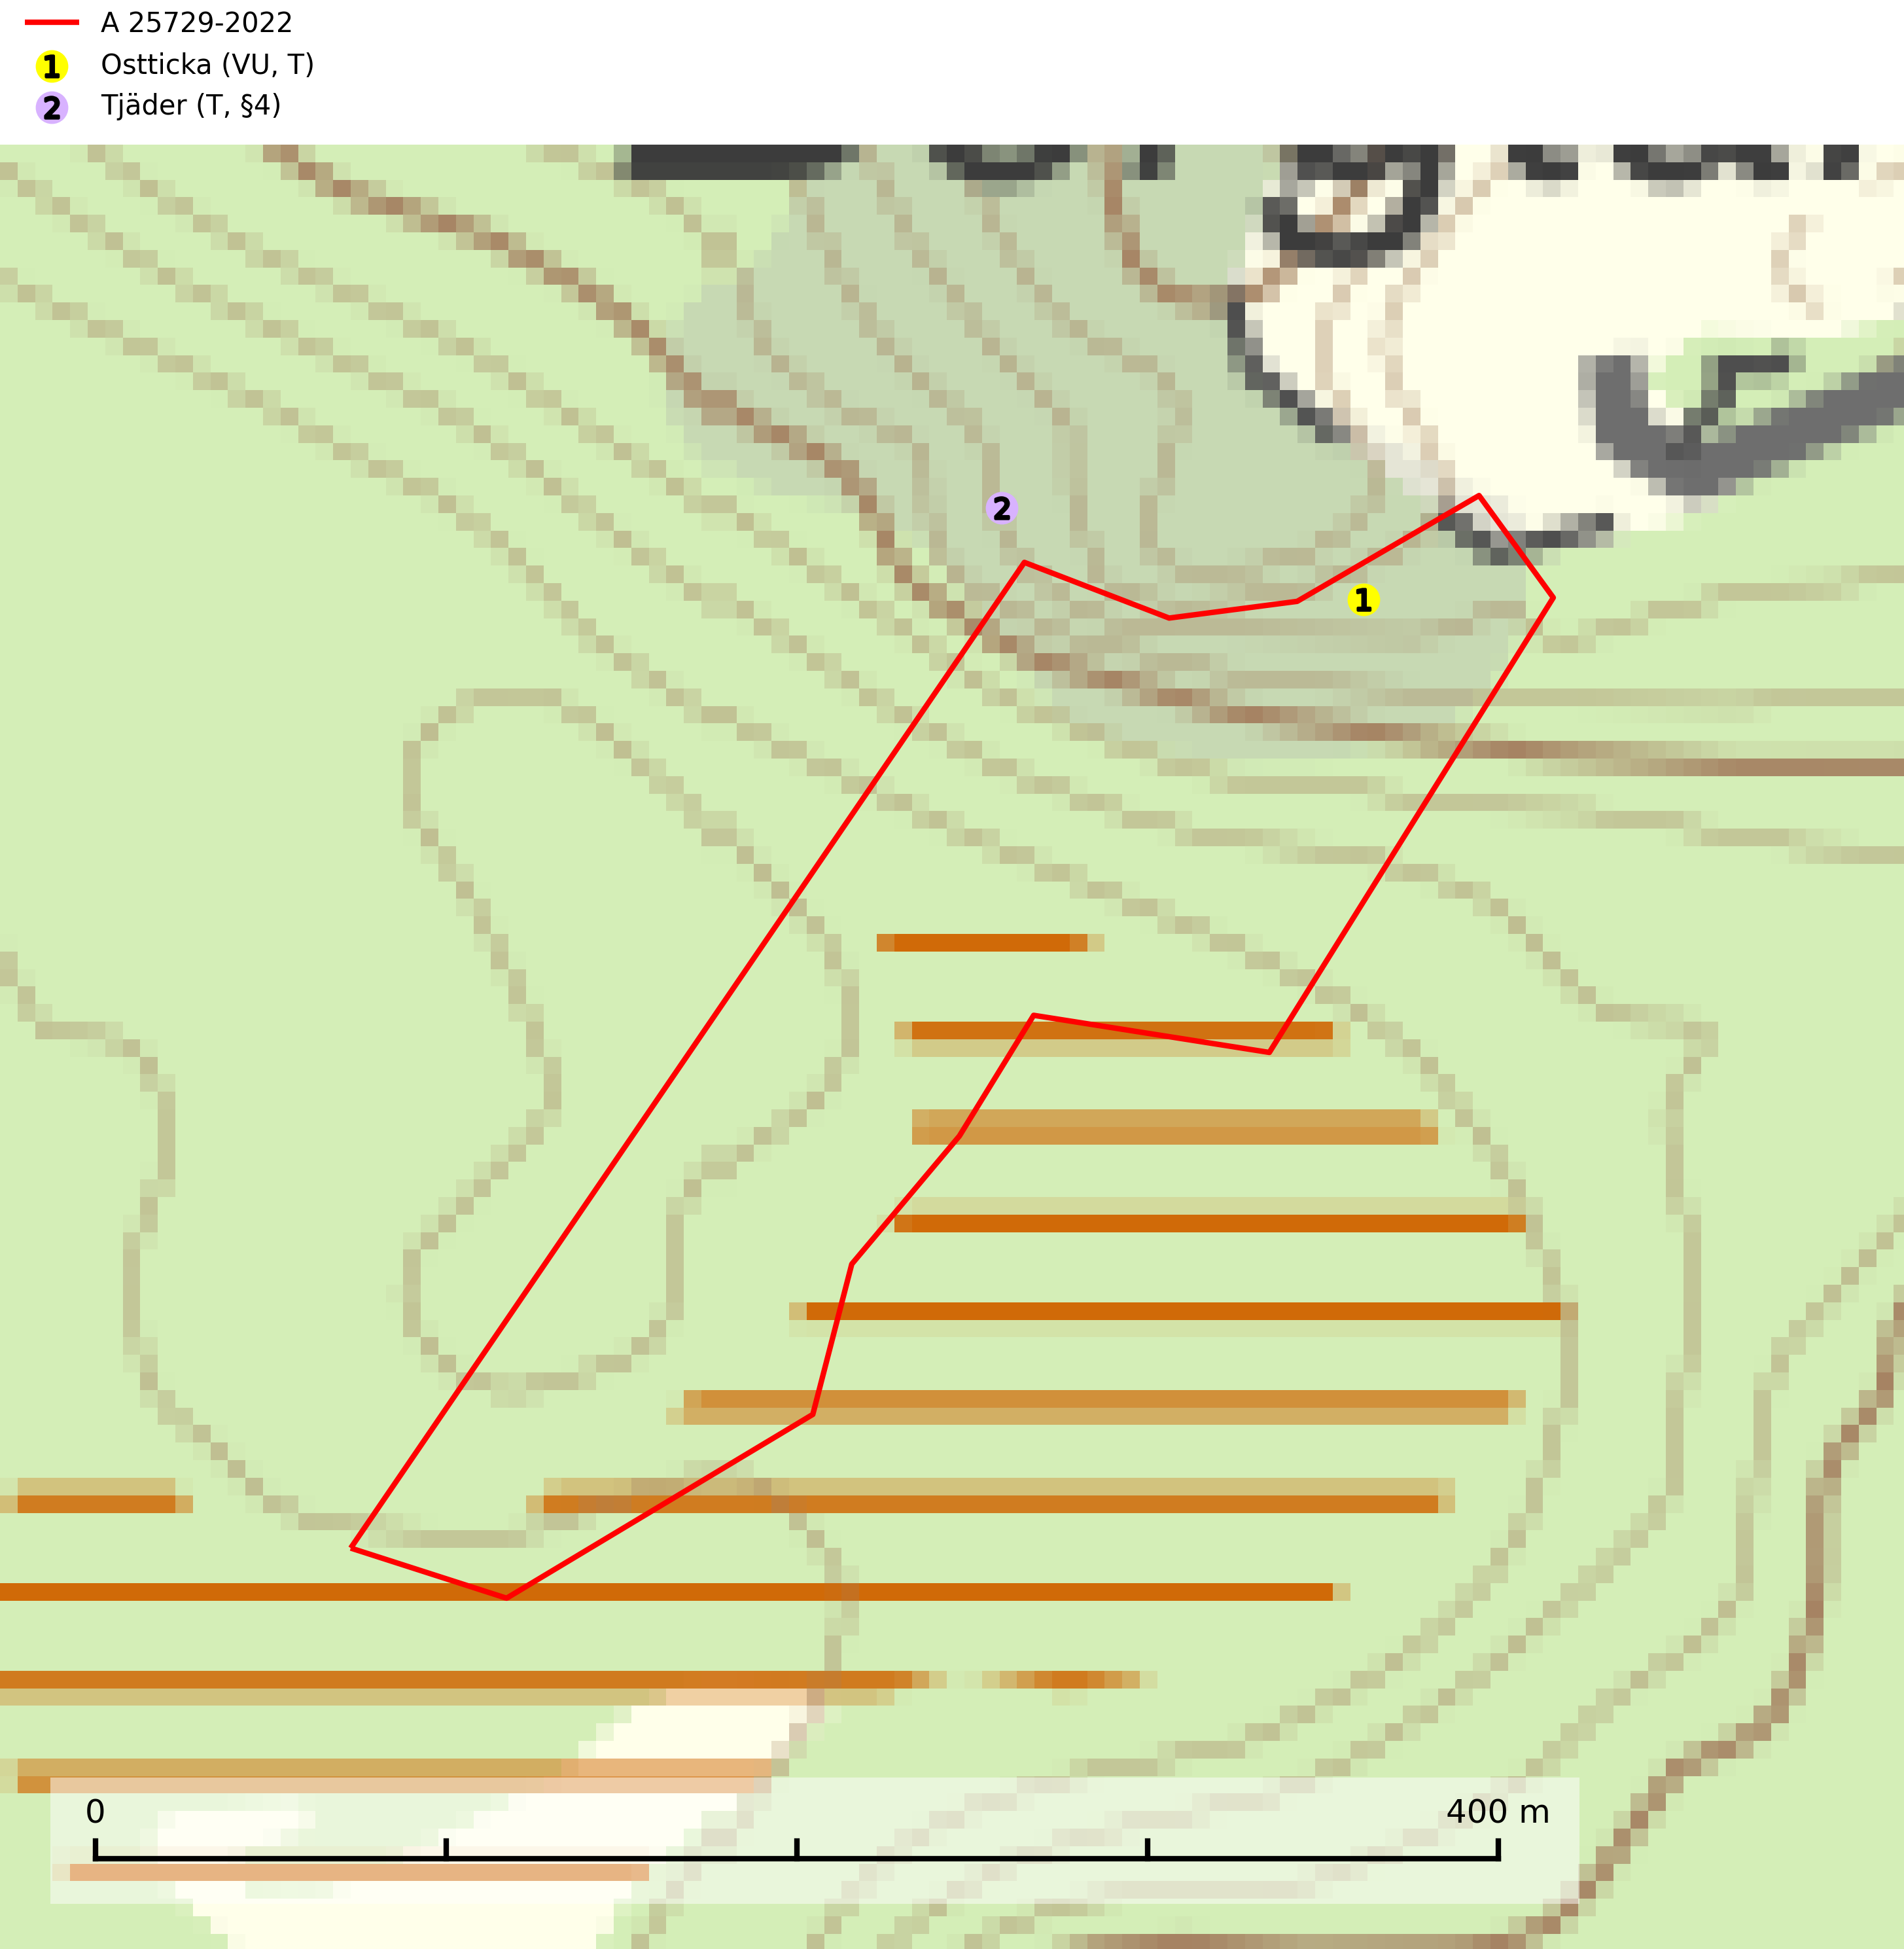 A 25729-2022
1 Ostticka (VU, T)
2 Tjäder (T, §4)
2
1
0 400 m